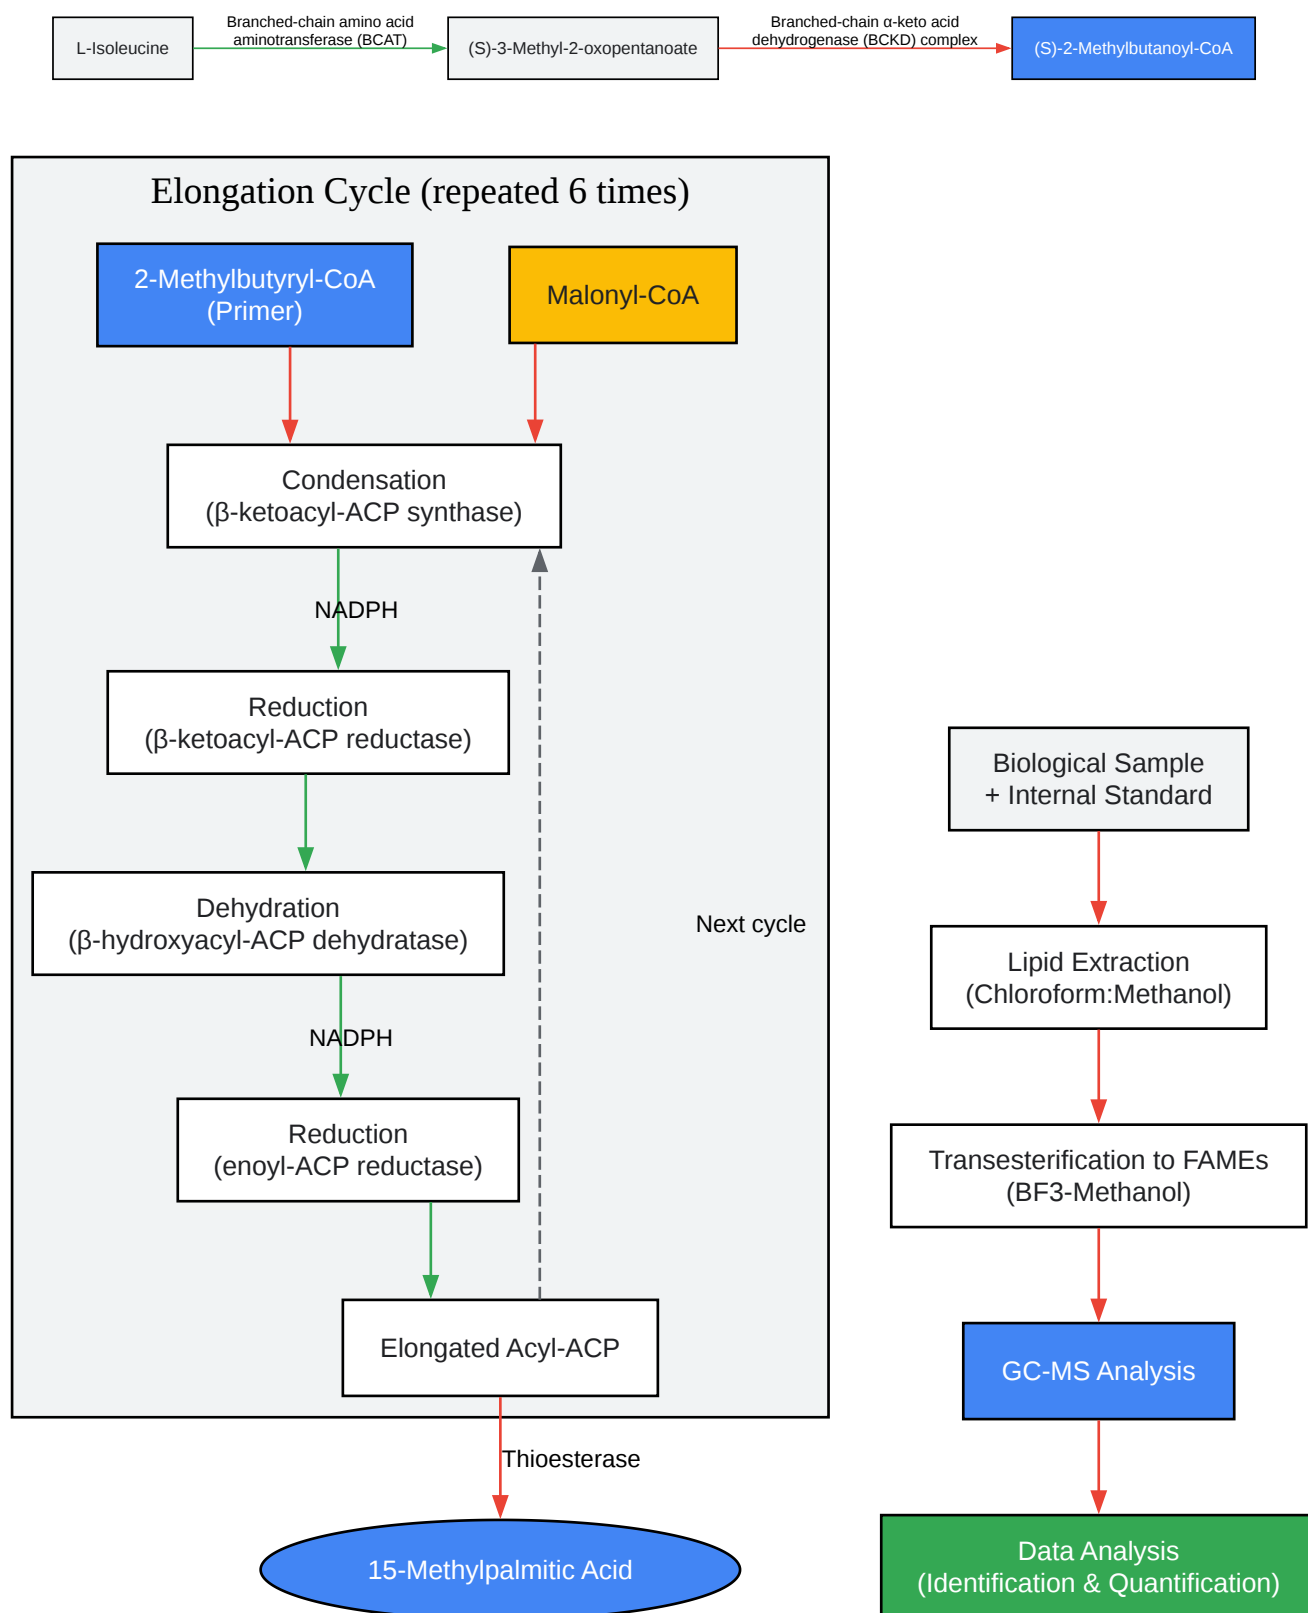 L-Isoleucine
Branched-chain amino acid
aminotransferase (BCAT)
(S)-3-Methyl-2-oxopentanoate
Branched-chain α-keto acid
dehydrogenase (BCKD) complex
(S)-2-Methylbutanoyl-CoA
Elongation Cycle (repeated 6 times)
2-Methylbutyryl-CoA
(Primer)
Malonyl-CoA
Condensation
(β-ketoacyl-ACP synthase)
NADPH
Reduction
(β-ketoacyl-ACP reductase)
Dehydration
(β-hydroxyacyl-ACP dehydratase)
Next cycle
NADPH
Reduction
(enoyl-ACP reductase)
Elongated Acyl-ACP
Thioesterase
15-Methylpalmitic Acid
Biological Sample
+ Internal Standard
Lipid Extraction
(Chloroform:Methanol)
Transesterification to FAMEs
(BF3-Methanol)
GC-MS Analysis
Data Analysis
(Identification & Quantification)